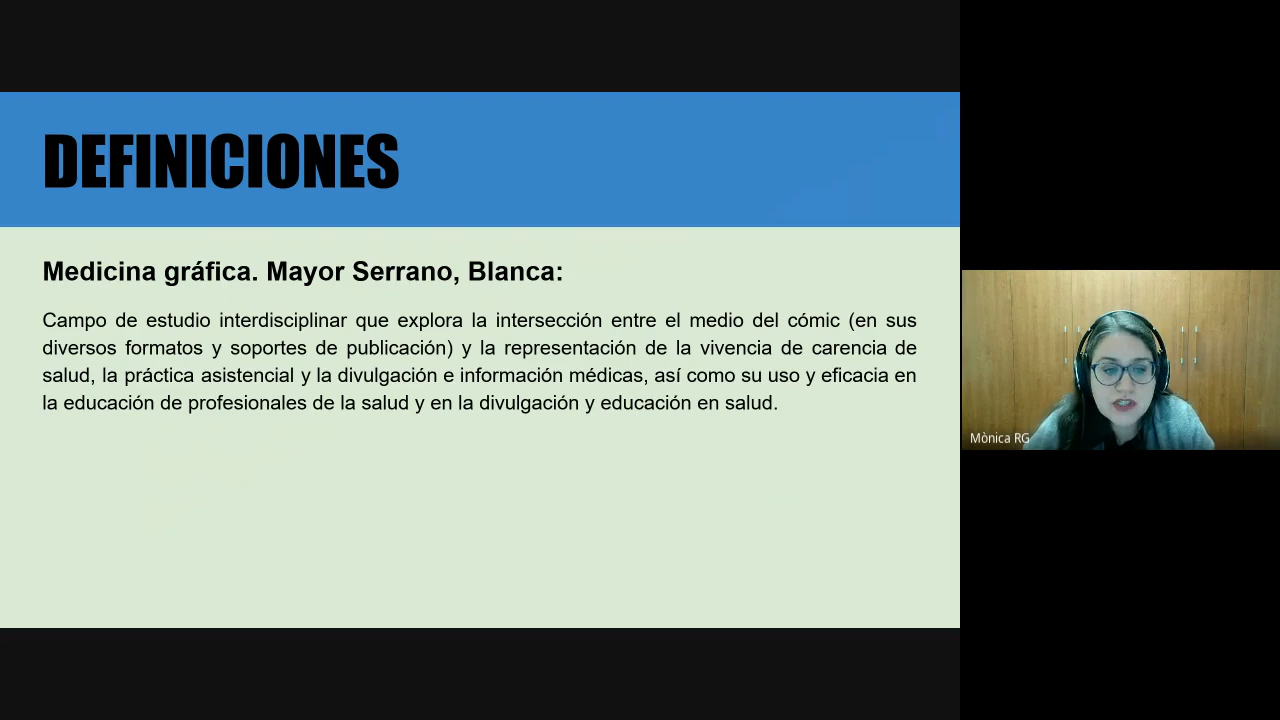 DEFINICIONES
Medicina gráfica. Mayor Serrano, Blanca:
Campo de estudio interdisciplinar que explora la intersección entre el medio del cómic (en sus
diversos formatos y soportes de publicación) y la representación de la vivencia de carencia de
salud, la práctica asistencial y la divulgación e información médicas, así como su uso y eficacia en
la educación de profesionales de la salud y en la divulgación y educación en salud.
Mònica RG